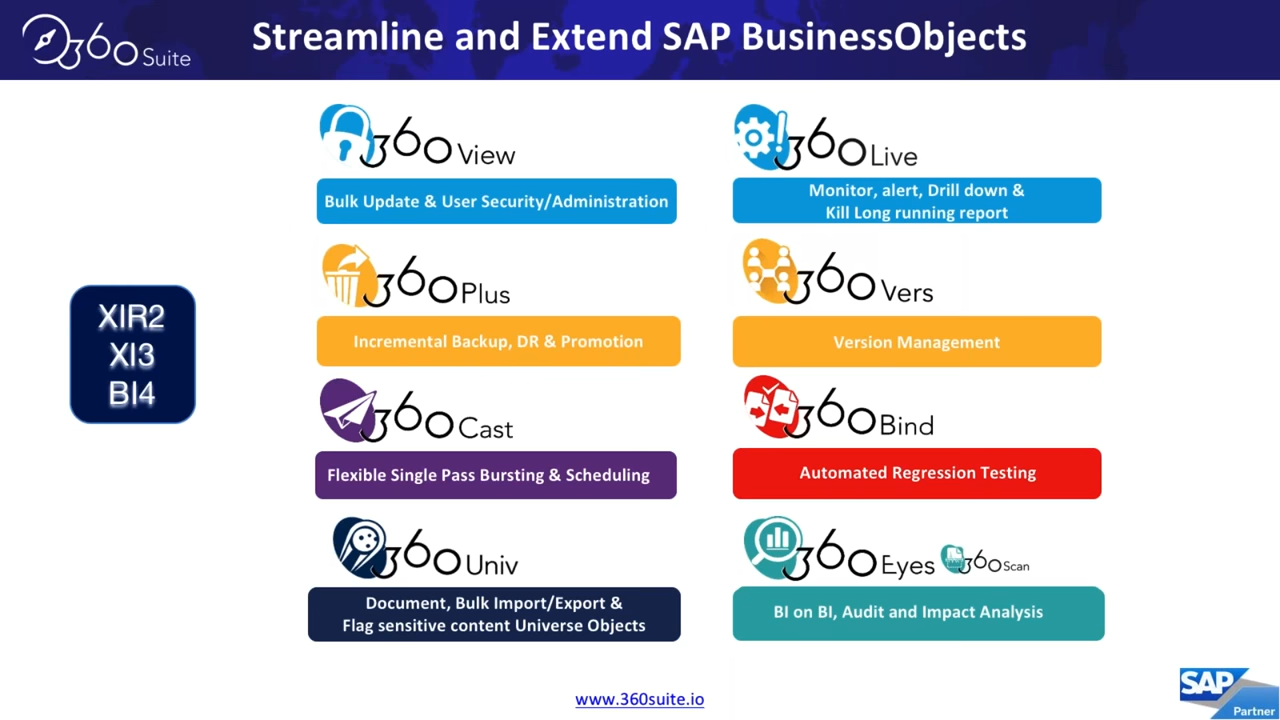 360Suite
Streamline and Extend SAP BusinessObjects
360View
Bulk Update & User Security/Administration
360Live
Monitor, alert, Drill down &
Kill Long running report
360Plus
Incremental Backup, DR & Promotion
360Vers
Version Management
XIR2
XI3
BI4
360Cast
Flexible Single Pass Bursting & Scheduling
360Bind
Automated Regression Testing
360Univ
Document, Bulk Import/Export &
Flag sensitive content Universe Objects
360Eyes
360Scan
BI on BI, Audit and Impact Analysis
www.360suite.io
SAP
Partner